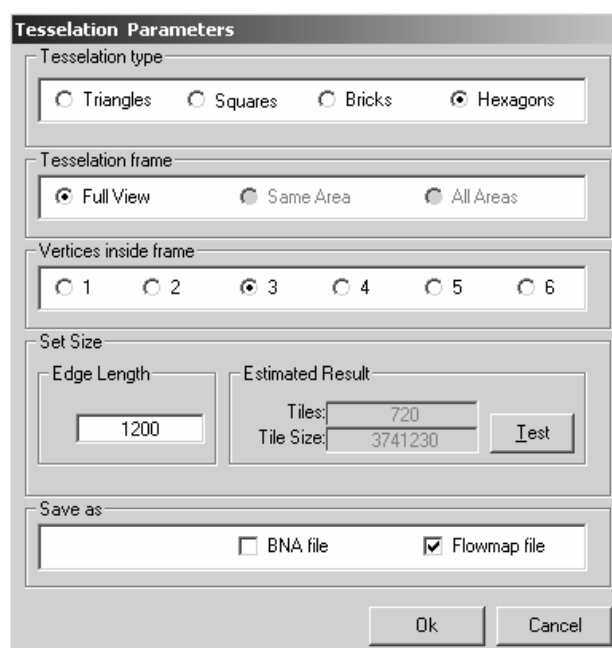 Tesselation Parameters
Tesselation type
Triangles Squares Bricks Hexagons
Tesselation frame
Full View Same Area All Areas
Vertices inside frame
1 2 3 4 5 6
Set Size
Edge Length
1200
Estimated Result
Tiles: 720
Tile Size: 3741230
Test
Save as
BNA file Flowmap file
Ok Cancel